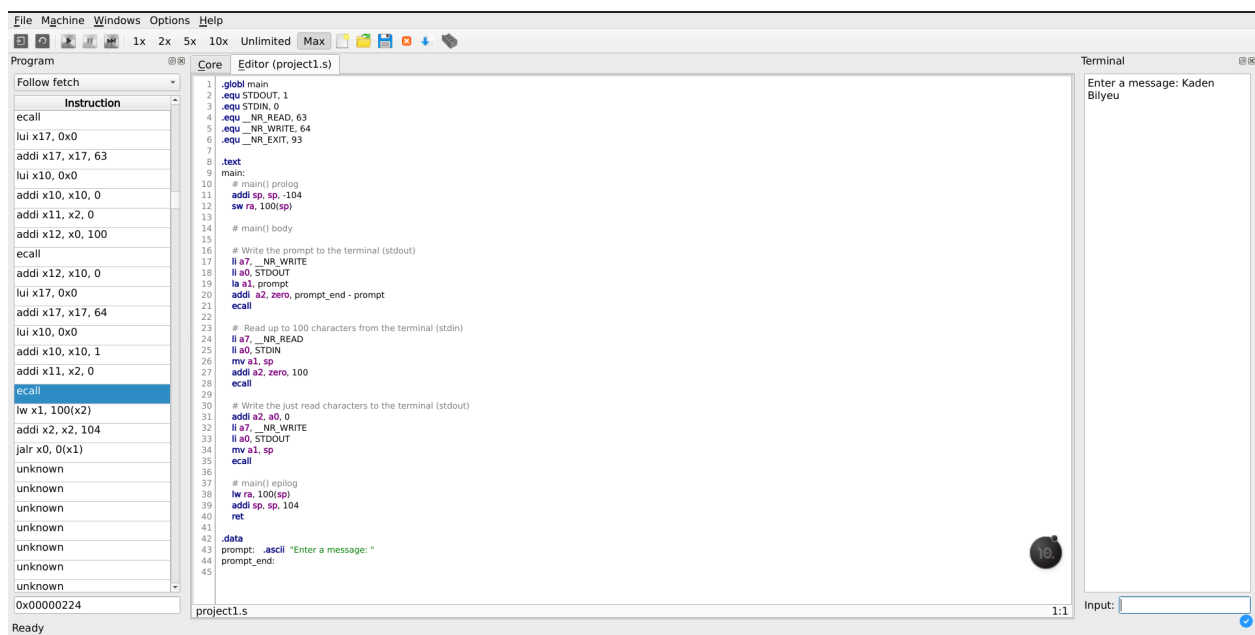 File Machine Windows Options Help
1x 2x 5x 10x Unlimited Max
Program
Follow fetch
Instruction
ecall
lui x17, 0x0
addi x17, x17, 63
lui x10, 0x0
addi x10, x10, 0
addi x11, x2, 0
addi x12, x0, 100
ecall
addi x12, x10, 0
lui x17, 0x0
addi x17, x17, 64
lui x10, 0x0
addi x10, x10, 1
addi x11, x2, 0
ecall
lw x1, 100(x2)
addi x2, x2, 104
jalr x0, 0(x1)
unknown
unknown
unknown
unknown
unknown
unknown
unknown
0x00000224
Core Editor (project1.s)
1 .globl main
2 .equ STDOUT, 1
3 .equ STDIN, 0
4 .equ __NR_READ, 63
5 .equ __NR_WRITE, 64
6 .equ __NR_EXIT, 93
7
8 .text
9 main:
10 # main() prolog
11 addi sp, sp, -104
12 sw ra, 100(sp)
13
14 # main() body
15
16 # Write the prompt to the terminal (stdout)
17 li a7, __NR_WRITE
18 li a0, STDOUT
19 la a1, prompt
20 addi a2, zero, prompt_end - prompt
21 ecall
22
23 # Read up to 100 characters from the terminal (stdin)
24 li a7, __NR_READ
25 li a0, STDIN
26 mv a1, sp
27 addi a2, zero, 100
28 ecall
29
30 # Write the just read characters to the terminal (stdout)
31 addi a2, a0, 0
32 li a7, __NR_WRITE
33 li a0, STDOUT
34 mv a1, sp
35 ecall
36
37 # main() epilog
38 lw ra, 100(sp)
39 addi sp, sp, 104
40 ret
41
42 .data
43 prompt: .ascii "Enter a message: "
44 prompt_end:
45
10.
project1.s 1:1
Terminal
Enter a message: Kaden
Bilyeu
Input:
Ready